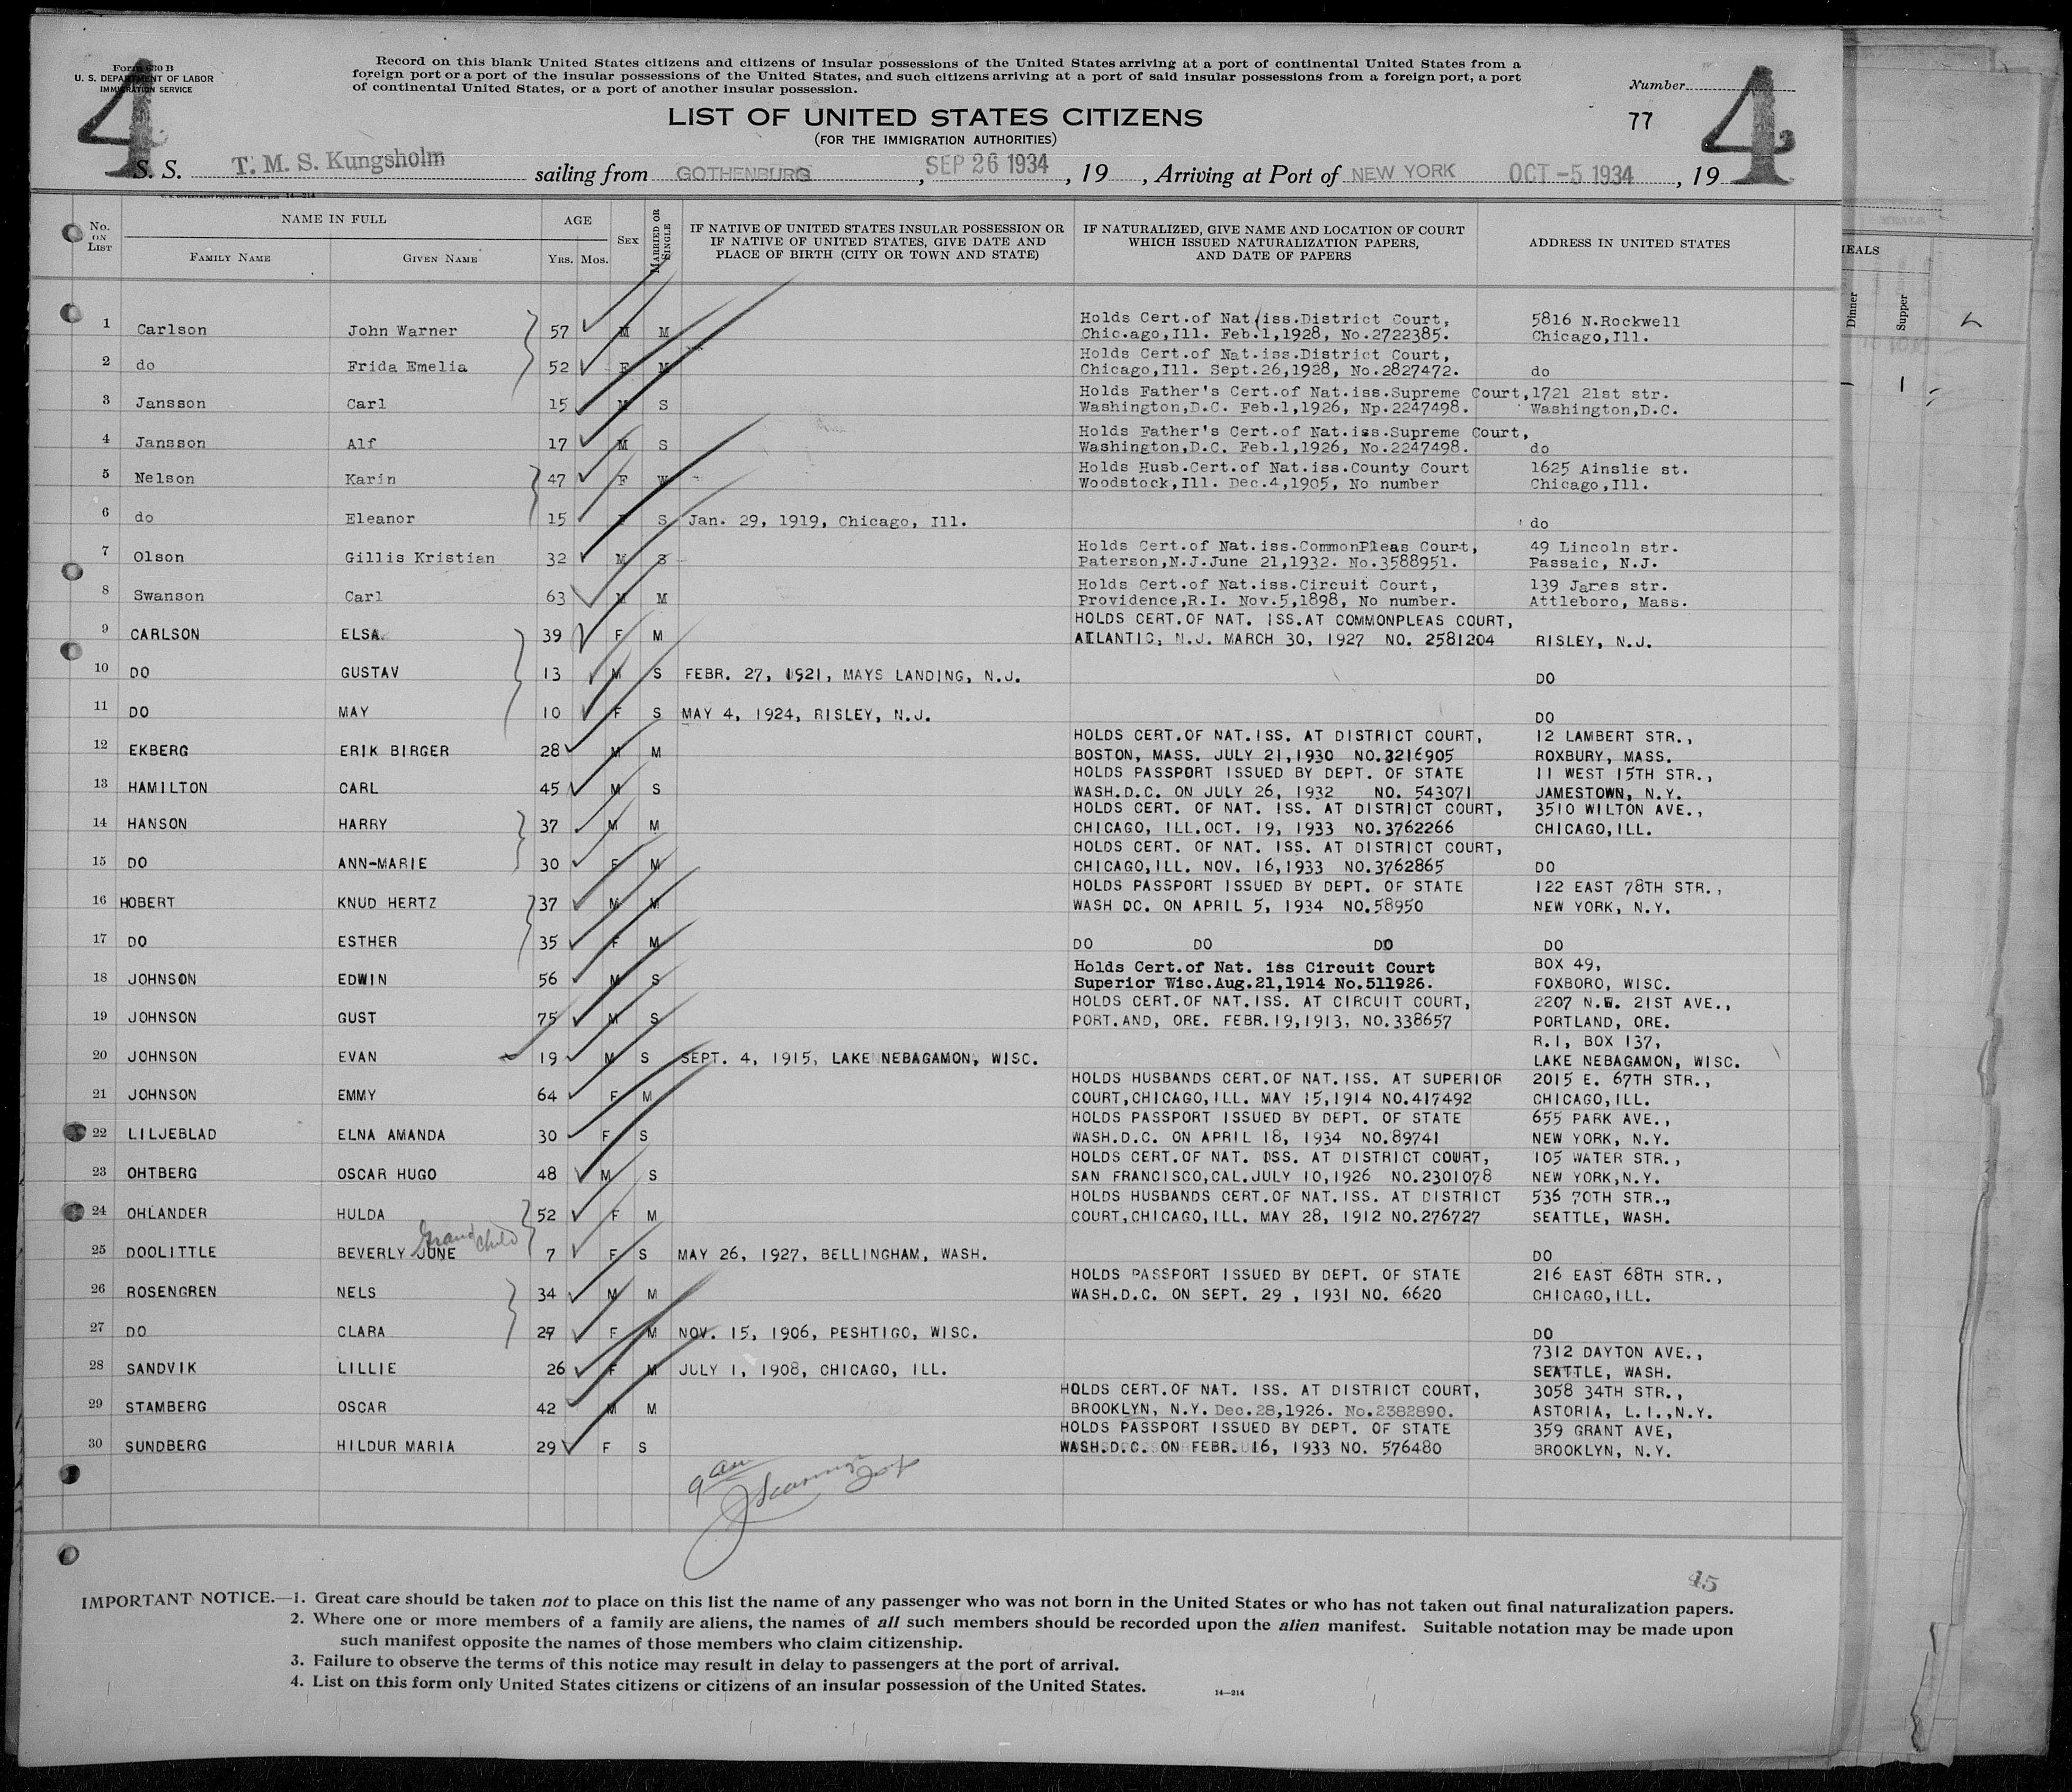 Form 630 B
U. S. DEPARTMENT OF LABOR
IMMIGRATION SERVICE
4
Record on this blank United States citizens and citizens of insular possessions of the United States arriving at a port of continental United States from a
foreign port or a port of the insular possessions of the United States, and such citizens arriving at a port of said insular possessions from a foreign port, a port
of continental United States, or a port of another insular possession.
Number
77
4
LIST OF UNITED STATES CITIZENS
(FOR THE IMMIGRATION AUTHORITIES)
S. S. T. M. S. Kungsholm sailing from GOTHENBURG, SEP 26 1934, 19 , Arriving at Port of NEW YORK OCT -5 1934, 19
14—214
No. ON LIST
NAME IN FULL
FAMILY NAME GIVEN NAME
AGE
YRS. MOS.
SEX
MARRIED OR SINGLE
IF NATIVE OF UNITED STATES INSULAR POSSESSION OR
IF NATIVE OF UNITED STATES, GIVE DATE AND
PLACE OF BIRTH (CITY OR TOWN AND STATE)
IF NATURALIZED, GIVE NAME AND LOCATION OF COURT
WHICH ISSUED NATURALIZATION PAPERS,
AND DATE OF PAPERS
ADDRESS IN UNITED STATES
MEALS
Dinner
Supper
Holds Cert.of Nat/iss.District Court, 5816 N.Rockwell
1 Carlson John Warner 57 M M Chic.ago,Ill. Feb.1,1928, No.2722385. Chicago,Ill.
Holds Cert.of Nat.iss.District Court,
2 do Frida Emelia 52 F M Chicago,Ill. Sept.26,1928, No.2827472. do
Holds Father's Cert.of Nat.iss.Supreme Court, 1721 21st str.
3 Jansson Carl 15 M S Washington,D.C. Feb.1,1926, Np.2247498. Washington,D.C.
Holds Father's Cert.of Nat.iss.Supreme Court,
4 Jansson Alf 17 M S Washington,D.C. Feb.1,1926, No.2247498. do
Holds Husb.Cert.of Nat.iss.County Court 1625 Ainslie st.
5 Nelson Karin 47 F W Woodstock,Ill. Dec.4,1905, No number Chicago,Ill.
6 do Eleanor 15 F S Jan. 29, 1919, Chicago, Ill. do
Holds Cert.of Nat.iss.CommonPleas Court, 49 Lincoln str.
7 Olson Gillis Kristian 32 M S Paterson,N.J.June 21,1932. No.3588951. Passaic, N.J.
Holds Cert.of Nat.iss.Circuit Court, 139 James str.
8 Swanson Carl 63 M M Providence,R.I. Nov.5,1898, No number. Attleboro, Mass.
HOLDS CERT.OF NAT. ISS.AT COMMONPLEAS COURT,
9 CARLSON ELSA 39 F M ATLANTIC, N.J. MARCH 30, 1927 NO. 2581204 RISLEY, N.J.
10 DO GUSTAV 13 M S FEBR. 27, 1921, MAYS LANDING, N.J. DO
11 DO MAY 10 F S MAY 4, 1924, RISLEY, N.J. DO
HOLDS CERT.OF NAT.ISS. AT DISTRICT COURT, 12 LAMBERT STR.,
12 EKBERG ERIK BIRGER 28 M M BOSTON, MASS. JULY 21,1930 NO.3216905 ROXBURY, MASS.
HOLDS PASSPORT ISSUED BY DEPT. OF STATE 11 WEST 15TH STR.,
13 HAMILTON CARL 45 M S WASH.D.C. ON JULY 26, 1932 NO. 543071 JAMESTOWN, N.Y.
HOLDS CERT. OF NAT. ISS. AT DISTRICT COURT, 3510 WILTON AVE.,
14 HANSON HARRY 37 M M CHICAGO, ILL.OCT. 19, 1933 NO.3762266 CHICAGO,ILL.
HOLDS CERT. OF NAT. ISS. AT DISTRICT COURT,
15 DO ANN-MARIE 30 F M CHICAGO,ILL. NOV. 16,1933 NO.3762865 DO
HOLDS PASSPORT ISSUED BY DEPT. OF STATE 122 EAST 78TH STR.,
16 HOBERT KNUD HERTZ 37 M M WASH DC. ON APRIL 5, 1934 NO.58950 NEW YORK, N.Y.
17 DO ESTHER 35 F M DO DO DO DO
Holds Cert.of Nat. iss Circuit Court BOX 49,
18 JOHNSON EDWIN 56 M S Superior Wisc.Aug.21,1914 No.511926. FOXBORO, WISC.
HOLDS CERT.OF NAT.ISS. AT CIRCUIT COURT, 2207 N.W. 21ST AVE.,
19 JOHNSON GUST 75 M S PORT.AND, ORE. FEBR.19,1913, NO.338657 PORTLAND, ORE.
R.1, BOX 137,
20 JOHNSON EVAN 19 M S SEPT. 4, 1915, LAKE NEBAGAMON, WISC. LAKE NEBAGAMON, WISC.
HOLDS HUSBANDS CERT.OF NAT.ISS. AT SUPERIOR 2015 E. 67TH STR.,
21 JOHNSON EMMY 64 F M COURT,CHICAGO,ILL. MAY 15,1914 NO.417492 CHICAGO,ILL.
HOLDS PASSPORT ISSUED BY DEPT. OF STATE 655 PARK AVE.,
22 LILJEBLAD ELNA AMANDA 30 F S WASH.D.C. ON APRIL 18, 1934 NO.89741 NEW YORK, N.Y.
HOLDS CERT.OF NAT. OSS. AT DISTRICT COURT, 105 WATER STR.,
23 OHTBERG OSCAR HUGO 48 M S SAN FRANCISCO,CAL.JULY 10,1926 NO.2301078 NEW YORK,N.Y.
HOLDS HUSBANDS CERT.OF NAT.ISS. AT DISTRICT 536 70TH STR.,
24 OHLANDER HULDA 52 F M COURT,CHICAGO,ILL. MAY 28, 1912 NO.276727 SEATTLE, WASH.
Grand child
25 DOOLITTLE BEVERLY JUNE 7 F S MAY 26, 1927, BELLINGHAM, WASH. DO
HOLDS PASSPORT ISSUED BY DEPT. OF STATE 216 EAST 68TH STR.,
26 ROSENGREN NELS 34 M M WASH.D.C. ON SEPT. 29 , 1931 NO. 6620 CHICAGO,ILL.
27 DO CLARA 27 F M NOV. 15, 1906, PESHTIGO, WISC. DO
7312 DAYTON AVE.,
28 SANDVIK LILLIE 26 F M JULY 1, 1908, CHICAGO, ILL. SEATTLE, WASH.
HOLDS CERT.OF NAT. ISS. AT DISTRICT COURT, 3058 34TH STR.,
29 STAMBERG OSCAR 42 M M BROOKLYN, N.Y. Dec.28,1926. No.2382890. ASTORIA, L.I.,N.Y.
HOLDS PASSPORT ISSUED BY DEPT. OF STATE 359 GRANT AVE,
30 SUNDBERG HILDUR MARIA 29 F S WASH.D.C. ON FEBR. 16, 1933 NO. 576480 BROOKLYN, N.Y.
9 am
45
IMPORTANT NOTICE.—1. Great care should be taken not to place on this list the name of any passenger who was not born in the United States or who has not taken out final naturalization papers.
2. Where one or more members of a family are aliens, the names of all such members should be recorded upon the alien manifest. Suitable notation may be made upon
such manifest opposite the names of those members who claim citizenship.
3. Failure to observe the terms of this notice may result in delay to passengers at the port of arrival.
4. List on this form only United States citizens or citizens of an insular possession of the United States.
14—214